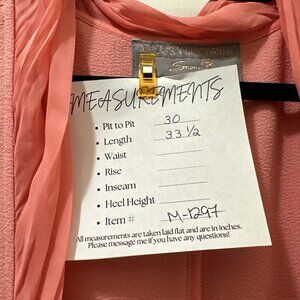 MEASUREMENTS
• Pit to Pit 30
• Length 33 ½
• Waist
• Rise
• Inseam
• Heel Height
• Item # M-1297
All measurements are taken laid flat and are in inches.
Please message me if you have any questions!